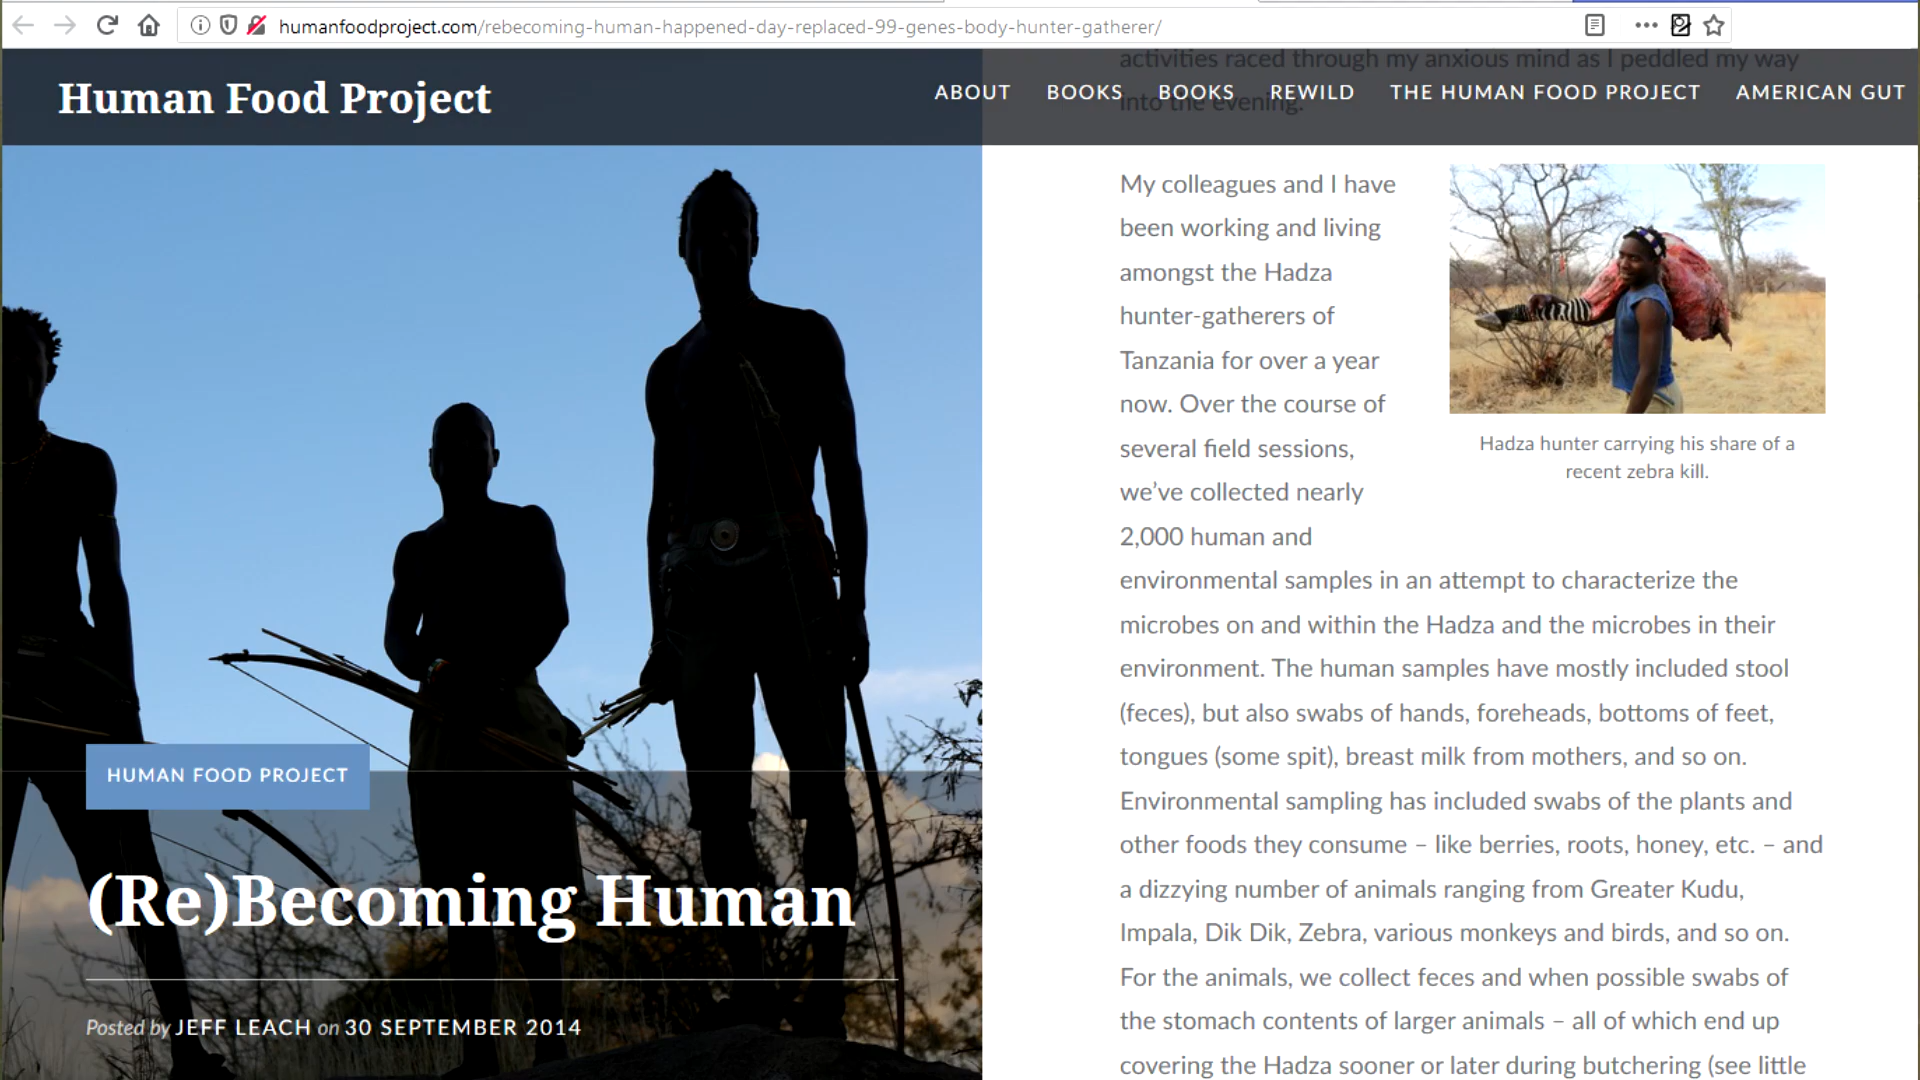 humanfoodproject.com/rebecoming-human-happened-day-replaced-99-genes-body-hunter-gatherer/
Human Food Project
ABOUT BOOKS BOOKS REWILD THE HUMAN FOOD PROJECT AMERICAN GUT
activities raced through my anxious mind as I peddled my way
into the evening.
HUMAN FOOD PROJECT
(Re)Becoming Human
Posted by JEFF LEACH on 30 SEPTEMBER 2014
My colleagues and I have
been working and living
amongst the Hadza
hunter-gatherers of
Tanzania for over a year
now. Over the course of
several field sessions,
we’ve collected nearly
2,000 human and
environmental samples in an attempt to characterize the
microbes on and within the Hadza and the microbes in their
environment. The human samples have mostly included stool
(feces), but also swabs of hands, foreheads, bottoms of feet,
tongues (some spit), breast milk from mothers, and so on.
Environmental sampling has included swabs of the plants and
other foods they consume – like berries, roots, honey, etc. – and
a dizzying number of animals ranging from Greater Kudu,
Impala, Dik Dik, Zebra, various monkeys and birds, and so on.
For the animals, we collect feces and when possible swabs of
the stomach contents of larger animals – all of which end up
covering the Hadza sooner or later during butchering (see little
Hadza hunter carrying his share of a
recent zebra kill.